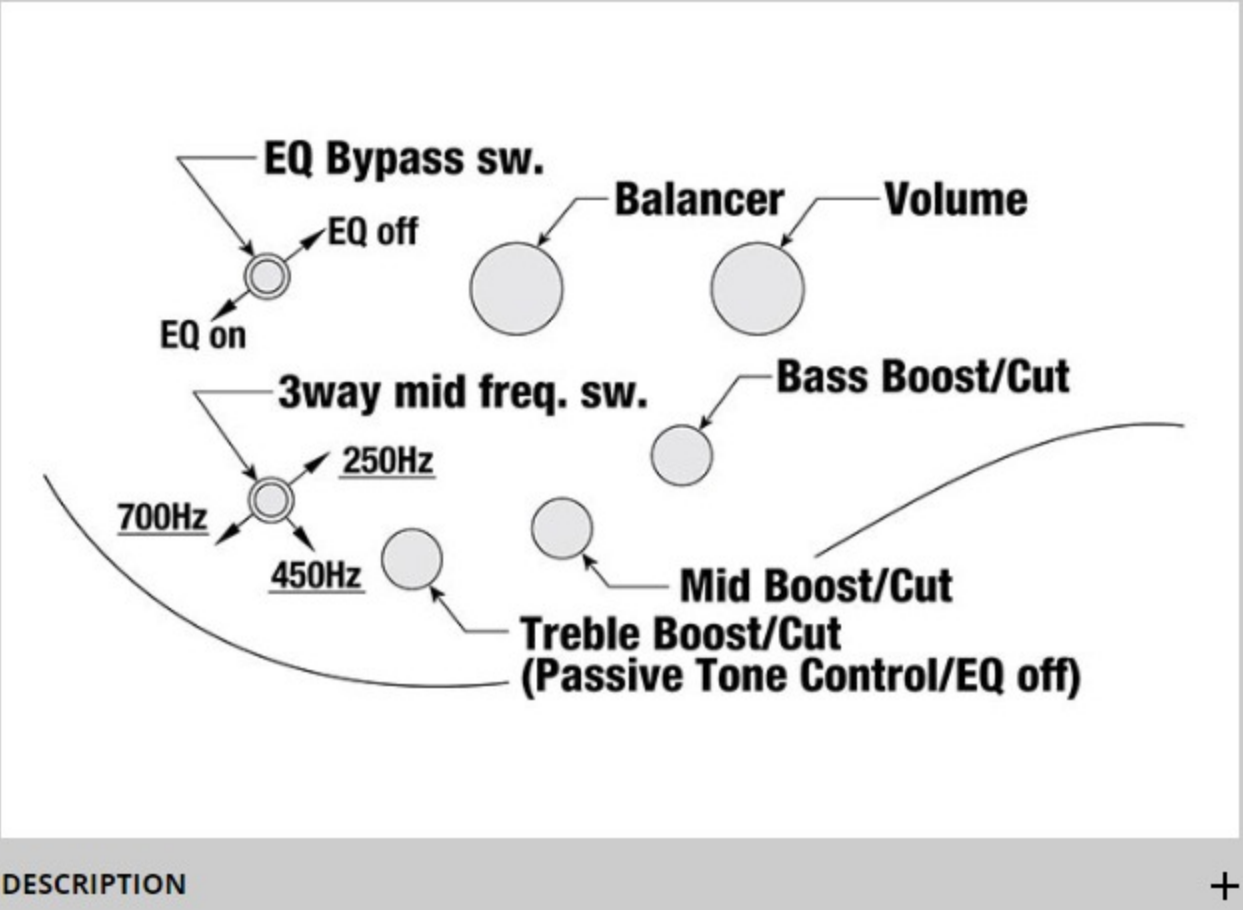 EQ Bypass sw.
EQ off
EQ on
Balancer
Volume
3way mid freq. sw.
250Hz
700Hz
450Hz
Bass Boost/Cut
Mid Boost/Cut
Treble Boost/Cut
(Passive Tone Control/EQ off)
DESCRIPTION
+